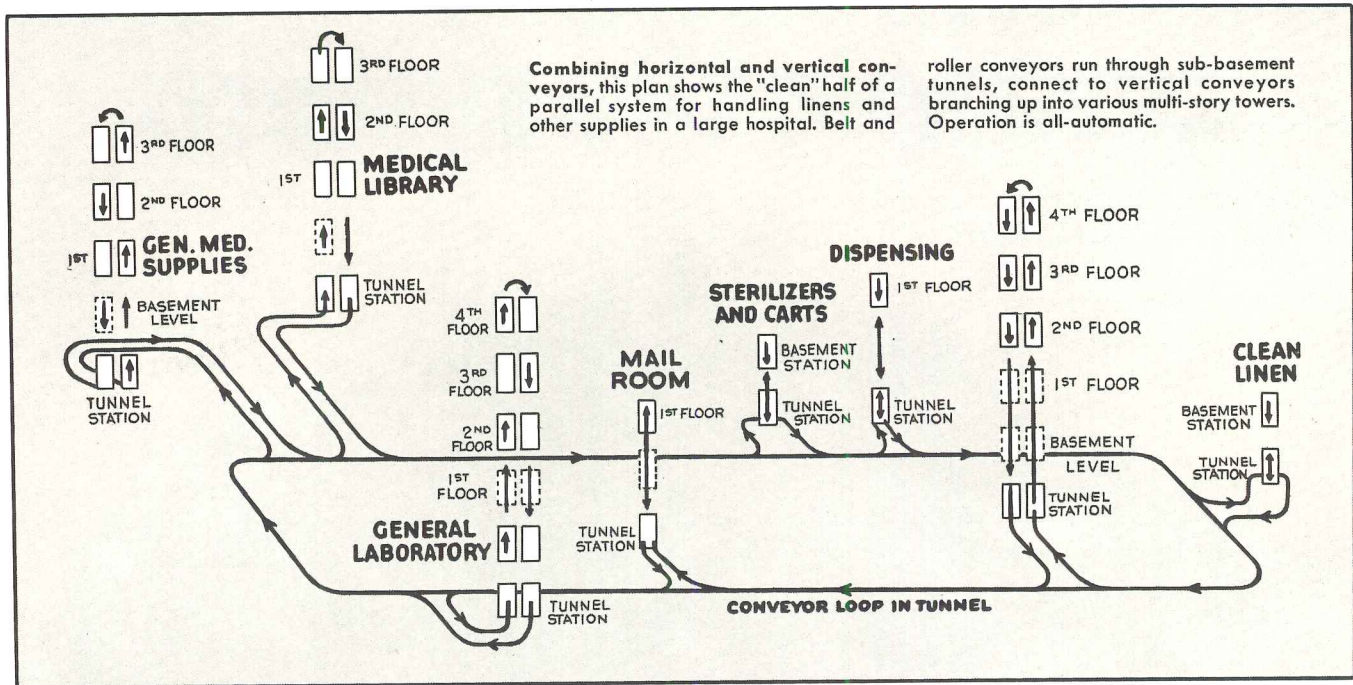 Combining horizontal and vertical con-
veyors, this plan shows the "clean" half of a
parallel system for handling linens and
other supplies in a large hospital. Belt and
roller conveyors run through sub-basement
tunnels, connect to vertical conveyors
branching up into various multi-story towers.
Operation is all-automatic.
3RD FLOOR
2ND FLOOR
1ST
GEN. MED.
SUPPLIES
BASEMENT
LEVEL
TUNNEL
STATION
3RD FLOOR
2ND FLOOR
1ST
MEDICAL
LIBRARY
TUNNEL
STATION
4TH
FLOOR
3RD
FLOOR
2ND
FLOOR
1ST
FLOOR
GENERAL
LABORATORY
TUNNEL
STATION
MAIL
ROOM
1ST FLOOR
TUNNEL
STATION
STERILIZERS
AND CARTS
BASEMENT
STATION
TUNNEL
STATION
DISPENSING
1ST FLOOR
TUNNEL
STATION
4TH FLOOR
3RD FLOOR
2ND FLOOR
1ST FLOOR
BASEMENT
LEVEL
TUNNEL
STATION
CLEAN
LINEN
BASEMENT
STATION
TUNNEL
STATION
CONVEYOR LOOP IN TUNNEL